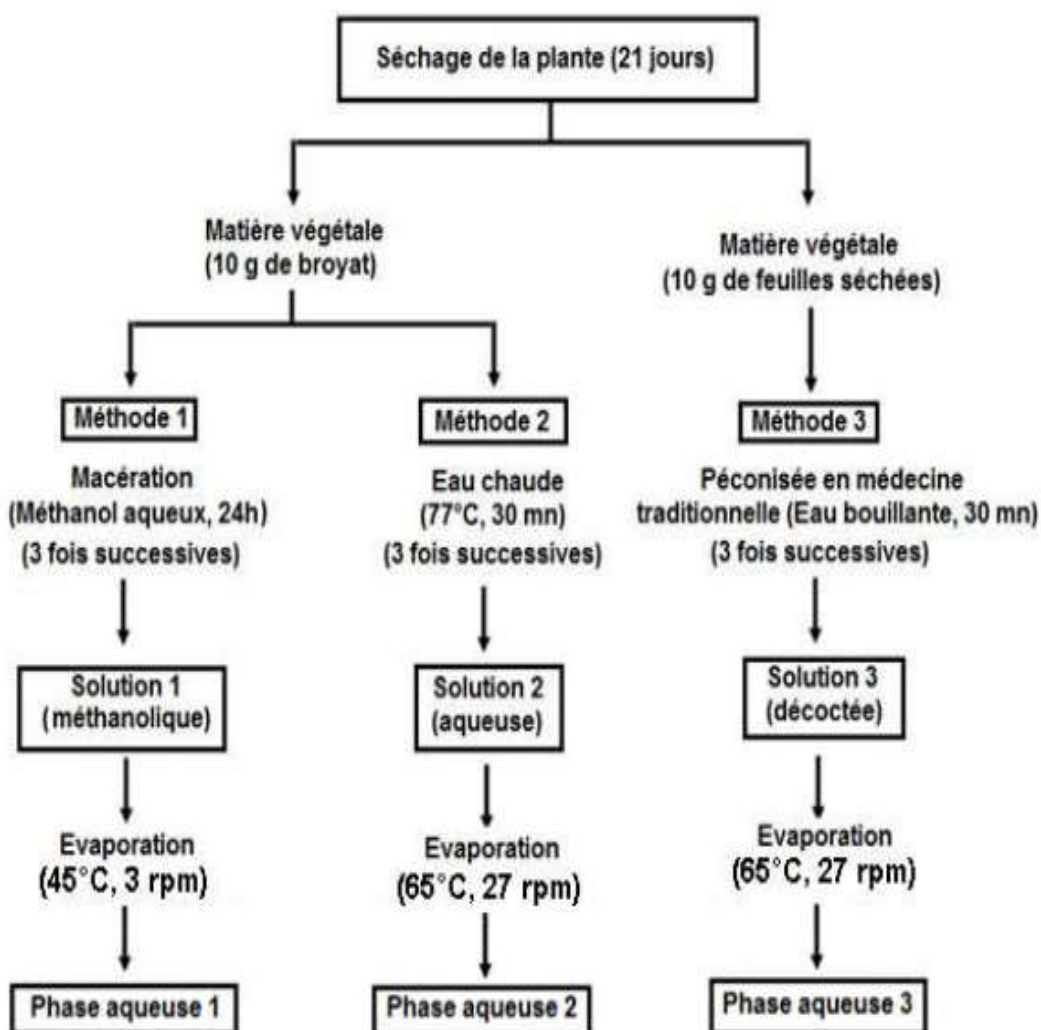 Séchage de la plante (21 jours)
Matière végétale
(10 g de broyat)
Matière végétale
(10 g de feuilles séchées)
Méthode 1
Méthode 2
Méthode 3
Macération
(Méthanol aqueux, 24h)
(3 fois successives)
Eau chaude
(77°C, 30 mn)
(3 fois successives)
Péconisée en médecine
traditionnelle (Eau bouillante, 30 mn)
(3 fois successives)
Solution 1
(méthanolique)
Solution 2
(aqueuse)
Solution 3
(décoctée)
Evaporation
(45°C, 3 rpm)
Evaporation
(65°C, 27 rpm)
Evaporation
(65°C, 27 rpm)
Phase aqueuse 1
Phase aqueuse 2
Phase aqueuse 3